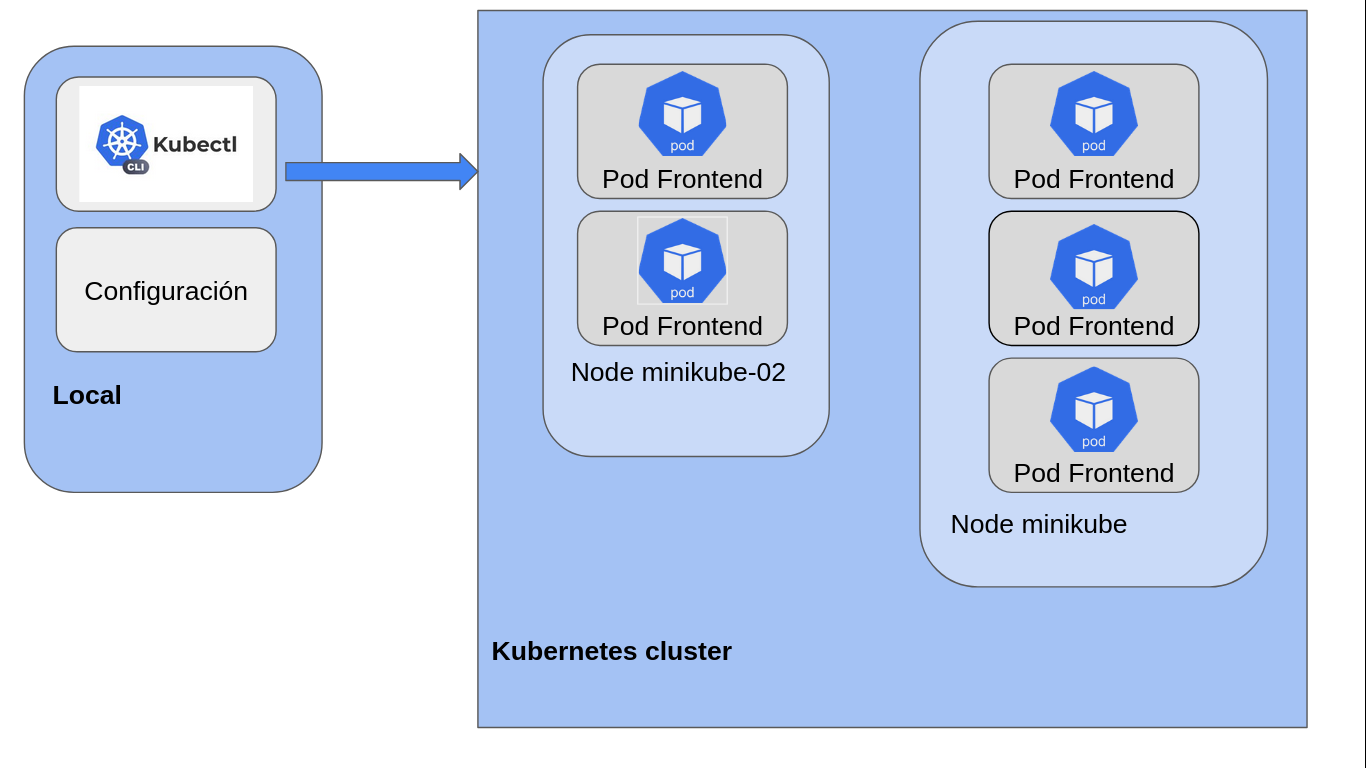 Kubectl
CLI
Configuración
Local
pod
Pod Frontend
pod
Pod Frontend
Node minikube-02
pod
Pod Frontend
pod
Pod Frontend
pod
Pod Frontend
Node minikube
Kubernetes cluster